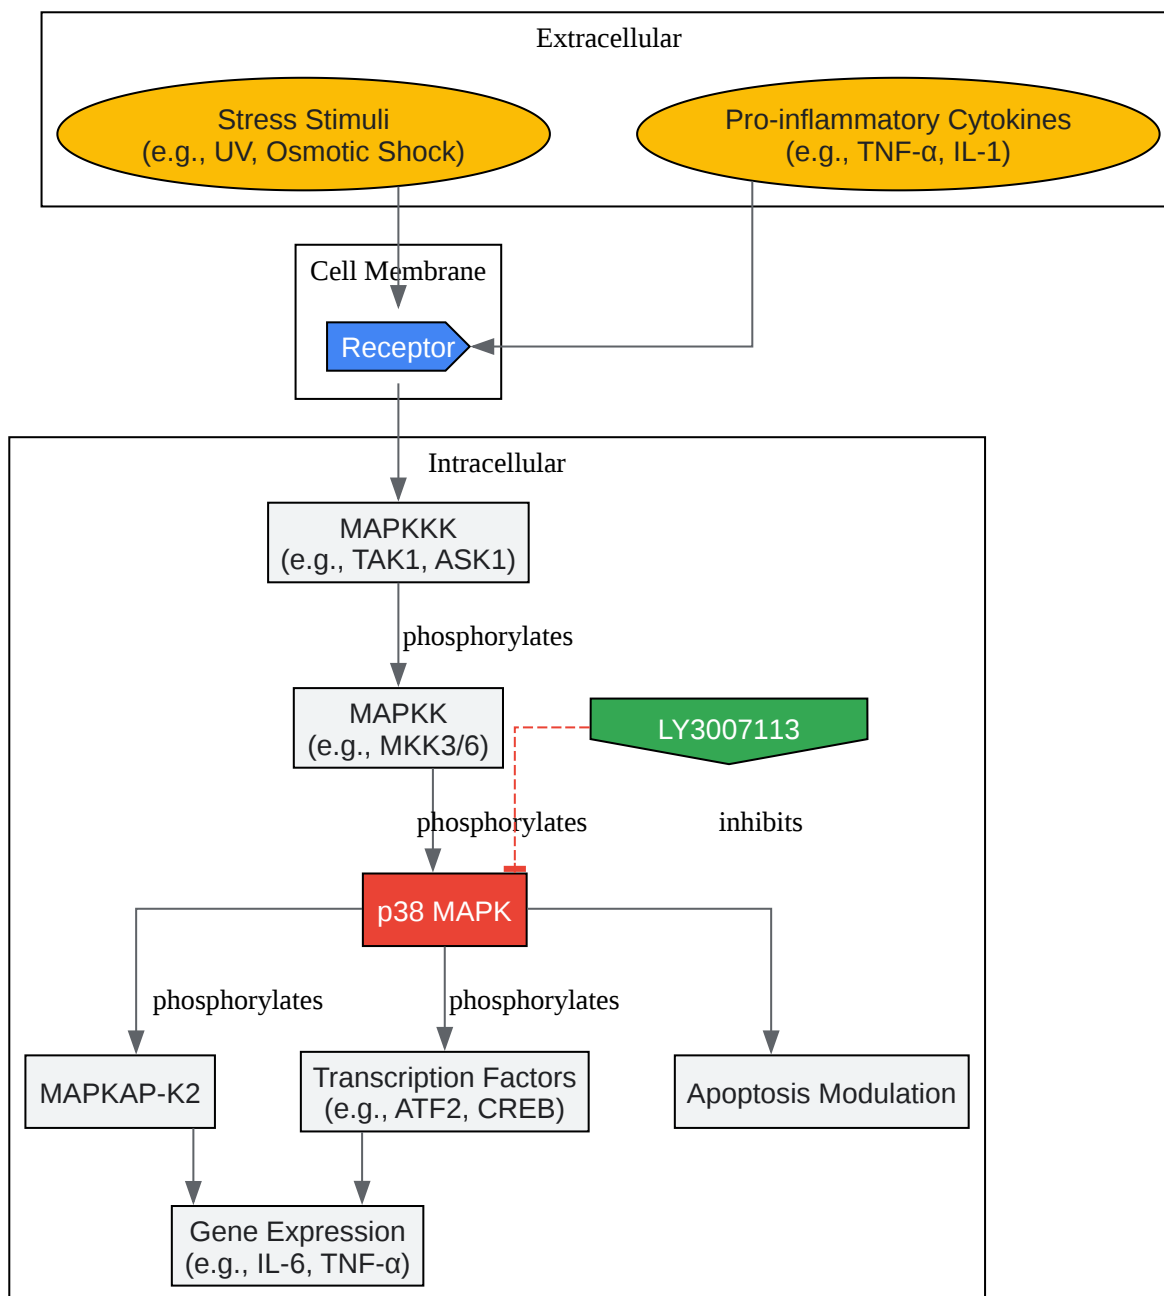 Extracellular
Stress Stimuli
(e.g., UV, Osmotic Shock)
Pro-inflammatory Cytokines
(e.g., TNF-α, IL-1)
Cell Membrane
Receptor
Intracellular
MAPKKK
(e.g., TAK1, ASK1)
phosphorylates
MAPKK
(e.g., MKK3/6)
LY3007113
phosphorylates
inhibits
p38 MAPK
phosphorylates
phosphorylates
MAPKAP-K2
Transcription Factors
(e.g., ATF2, CREB)
Apoptosis Modulation
Gene Expression
(e.g., IL-6, TNF-α)